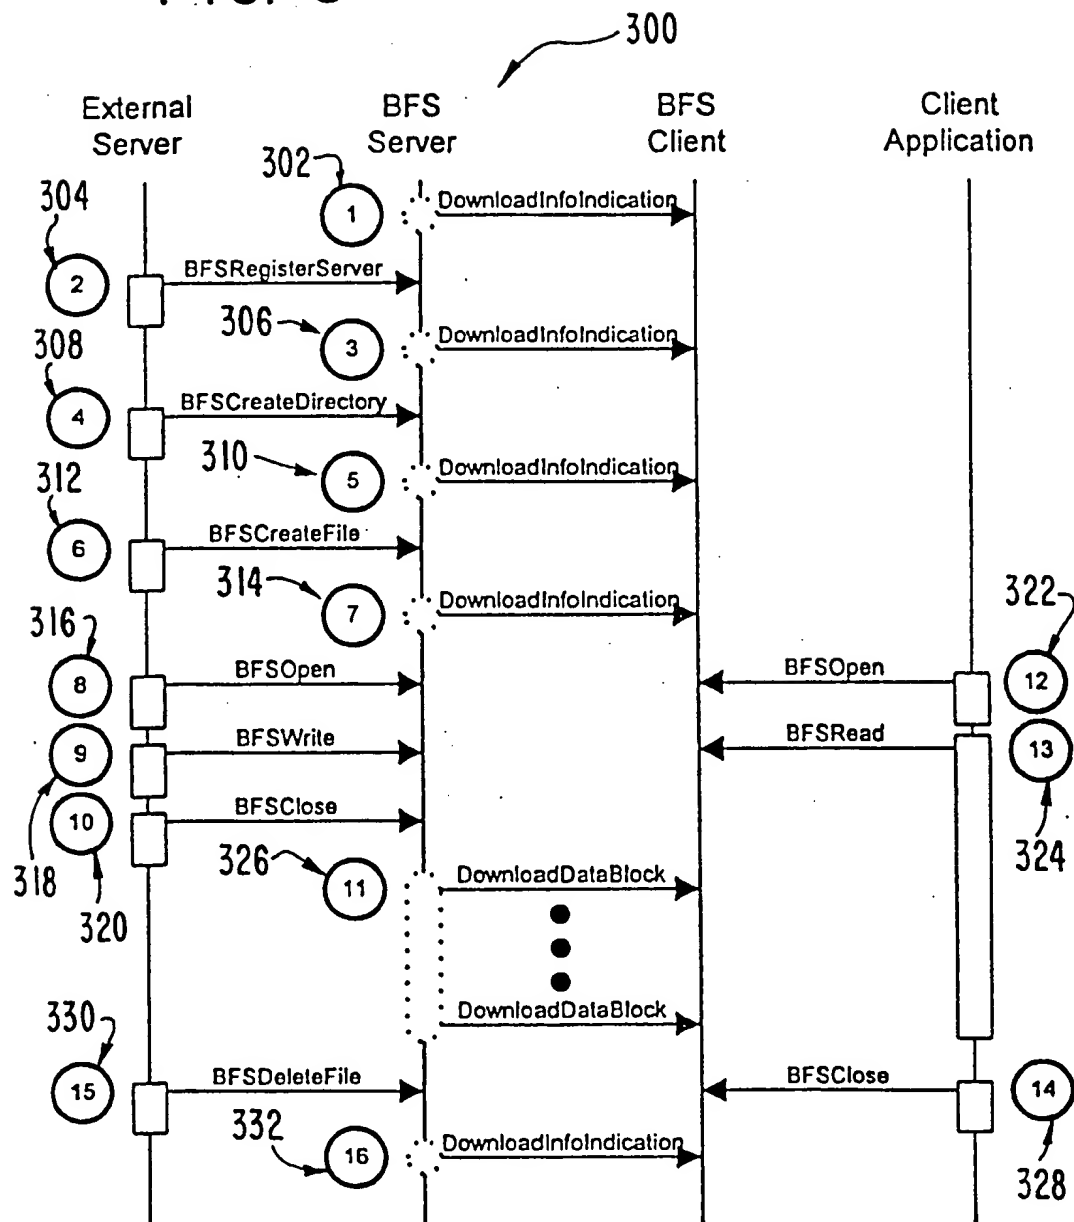 300
External Server
BFS Server
BFS Client
Client Application
302
1
DownloadInfoIndication
304
2
BFSRegisterServer
306
3
DownloadInfoIndication
308
4
BFSCreateDirectory
310
5
DownloadInfoIndication
312
6
BFSCreateFile
314
7
DownloadInfoIndication
316
8
BFSOpen
BFSOpen
12
322
9
318
BFSWrite
BFSRead
13
324
10
320
BFSClose
326
11
DownloadDataBlock
DownloadDataBlock
330
15
BFSDeleteFile
BFSClose
14
328
332
16
DownloadInfoIndication